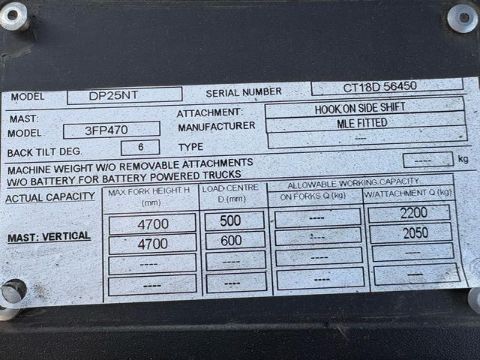 MODEL DP25NT SERIAL NUMBER CT18D 56450
MAST:
MODEL 3FP470
BACK TILT DEG. 6
ATTACHMENT: HOOK ON SIDE SHIFT
MANUFACTURER MLE FITTED
TYPE ----
MACHINE WEIGHT W/O REMOVABLE ATTACHMENTS
W/O BATTERY FOR BATTERY POWERED TRUCKS ---- kg
ACTUAL CAPACITY
MAX FORK HEIGHT H (mm)
LOAD CENTRE D (mm)
ALLOWABLE WORKING CAPACITY
ON FORKS Q (kg) W/ATTACHMENT Q (kg)
MAST: VERTICAL
4700 500 ---- 2200
4700 600 ---- 2050
---- ---- ---- ----
---- ---- ---- ----